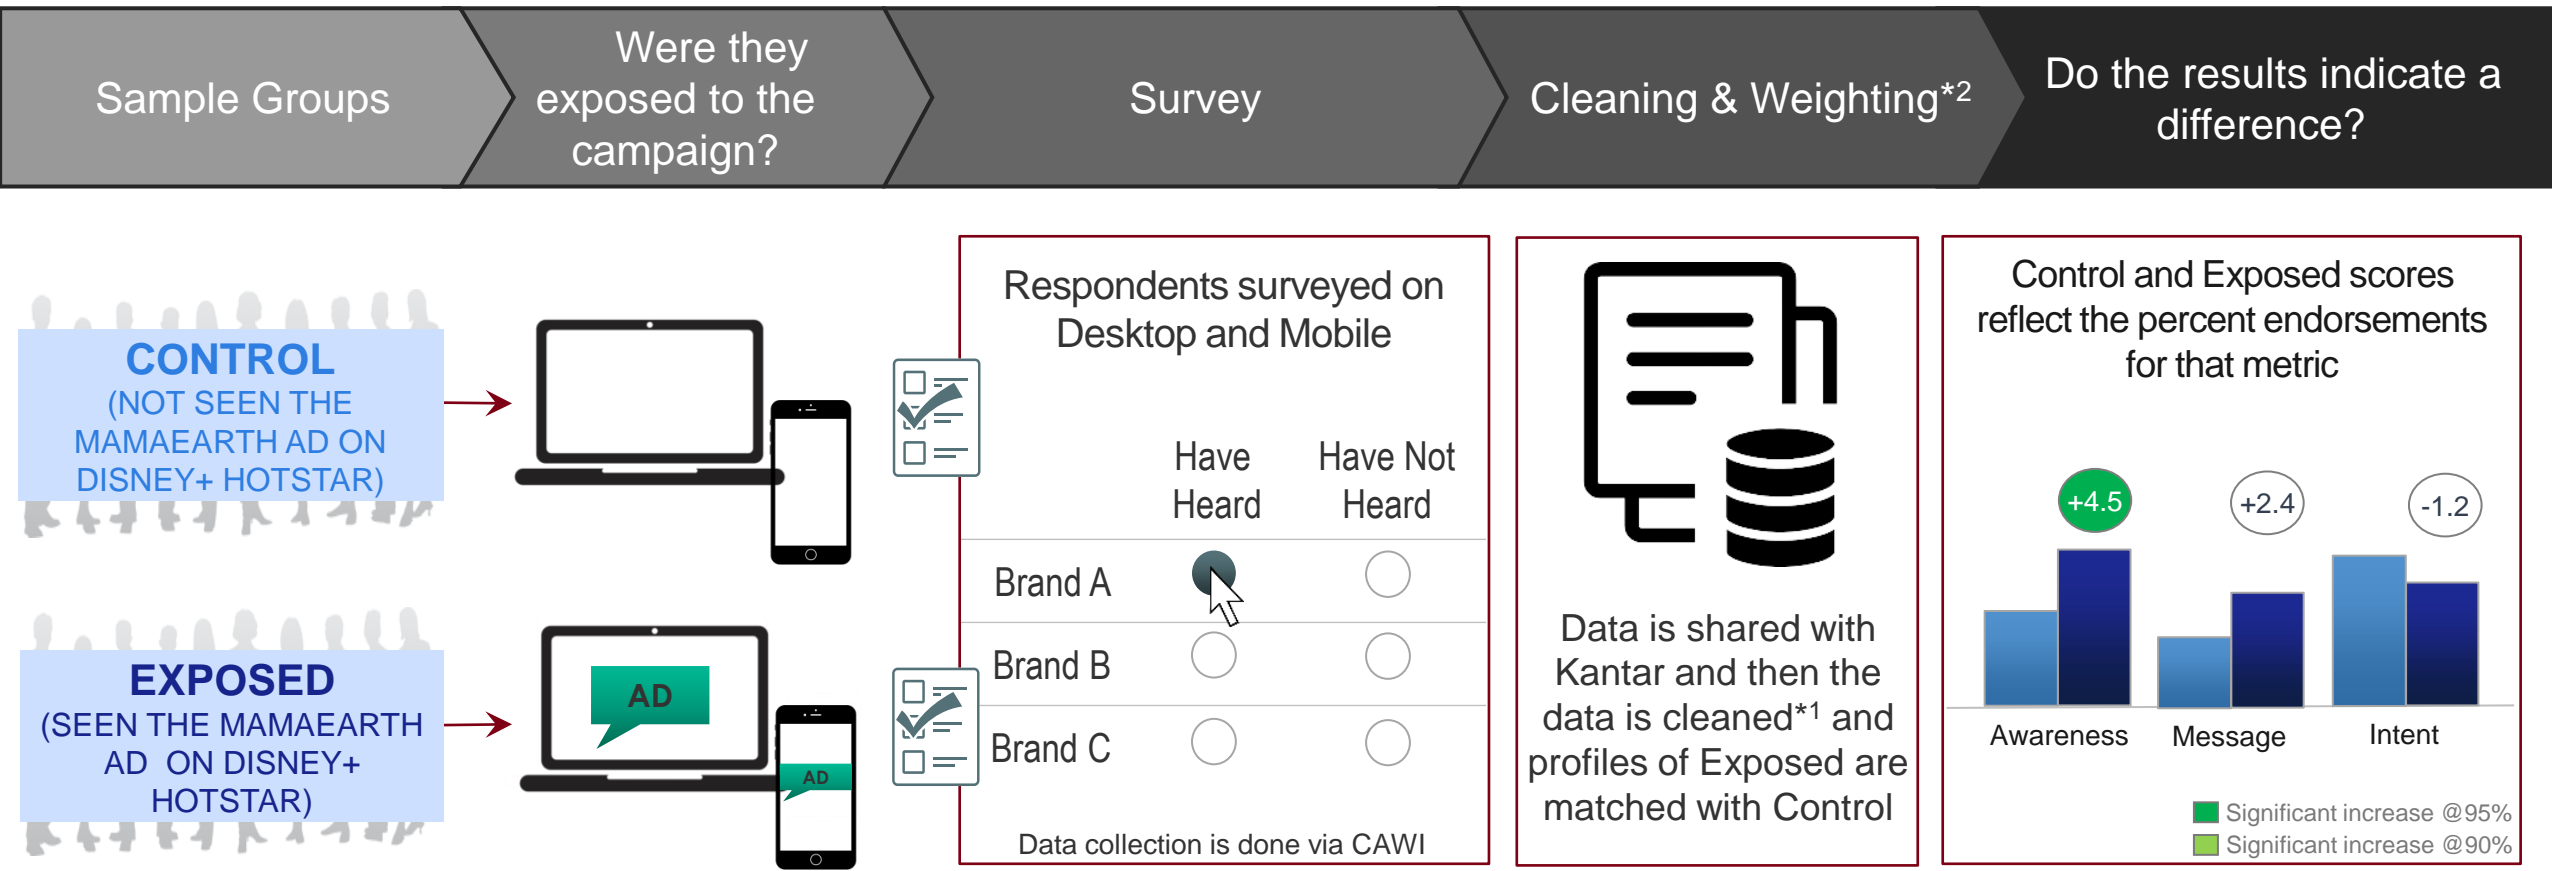 Sample Groups
Were they
exposed to the
campaign?
Survey
Cleaning & Weighting*2
Do the results indicate a
difference?
CONTROL
(NOT SEEN THE
MAMAEARTH AD ON
DISNEY+ HOTSTAR)
EXPOSED
(SEEN THE MAMAEARTH
AD ON DISNEY+
HOTSTAR)
AD
AD
Respondents surveyed on
Desktop and Mobile
Have
Heard
Have Not
Heard
Brand A
Brand B
Brand C
Data collection is done via CAWI
Data is shared with
Kantar and then the
data is cleaned*1 and
profiles of Exposed are
matched with Control
Control and Exposed scores
reflect the percent endorsements
for that metric
+4.5
+2.4
-1.2
Awareness
Message
Intent
Significant increase @95%
Significant increase @90%